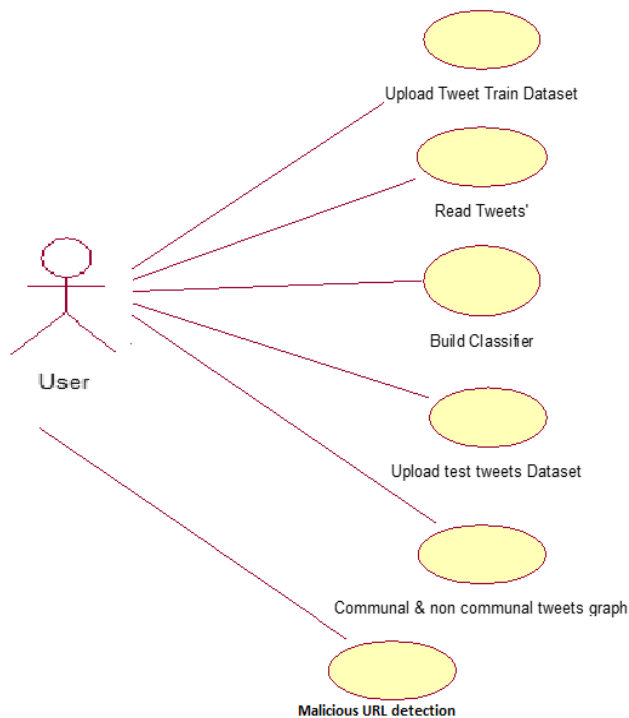 Upload Tweet Train Dataset
Read Tweets'
Build Classifier
User
Upload test tweets Dataset
Communal & non communal tweets graph
Malicious URL detection